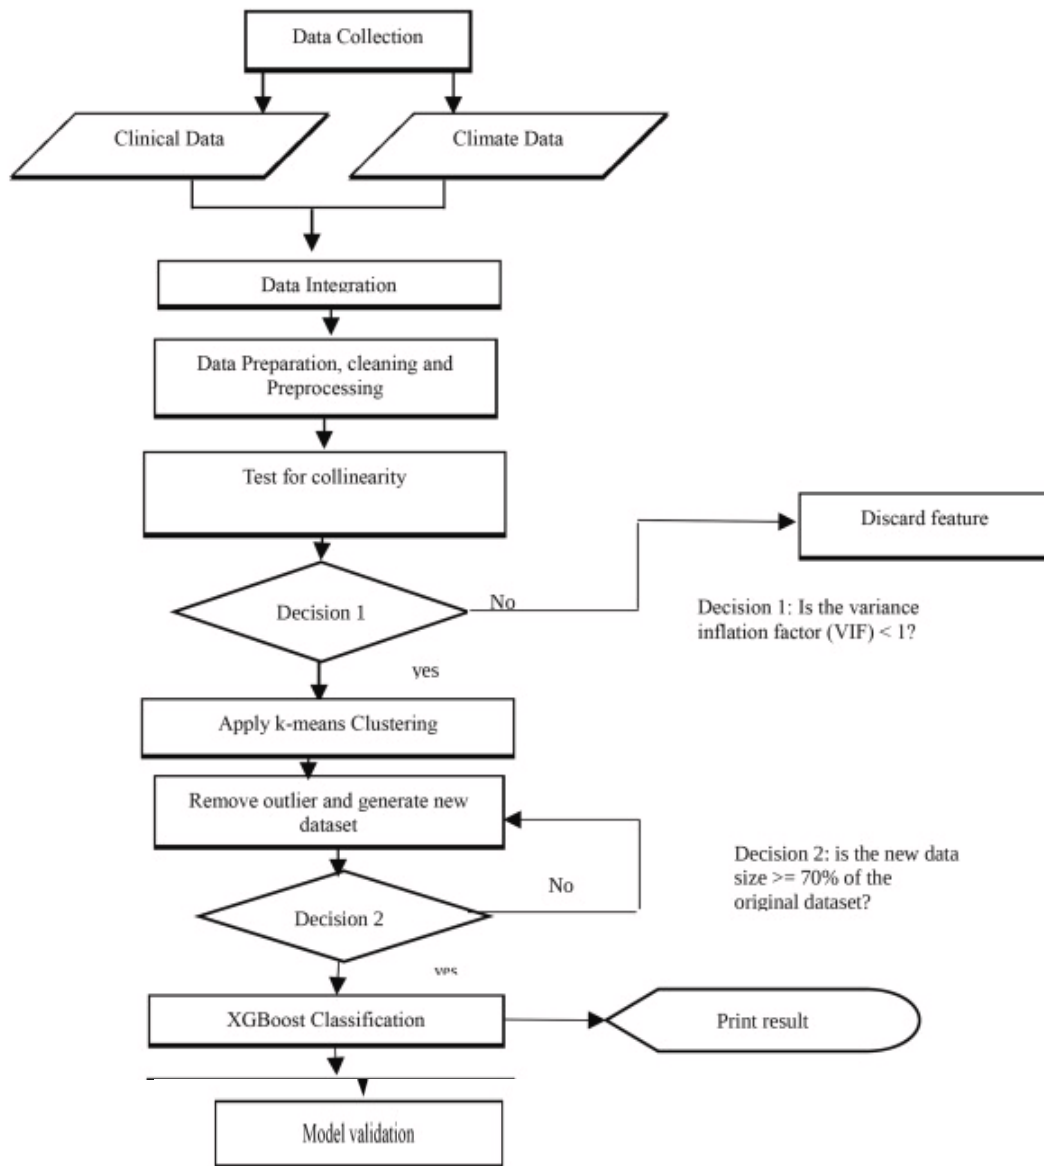 Data Collection
Clinical Data
Climate Data
Data Integration
Data Preparation, cleaning and
Preprocessing
Test for collinearity
Discard feature
Decision 1
No
Decision 1: Is the variance
inflation factor (VIF) < 1?
yes
Apply k-means Clustering
Remove outlier and generate new
dataset
Decision 2: is the new data
size >= 70% of the
original dataset?
No
Decision 2
yes
XGBoost Classification
Print result
Model validation